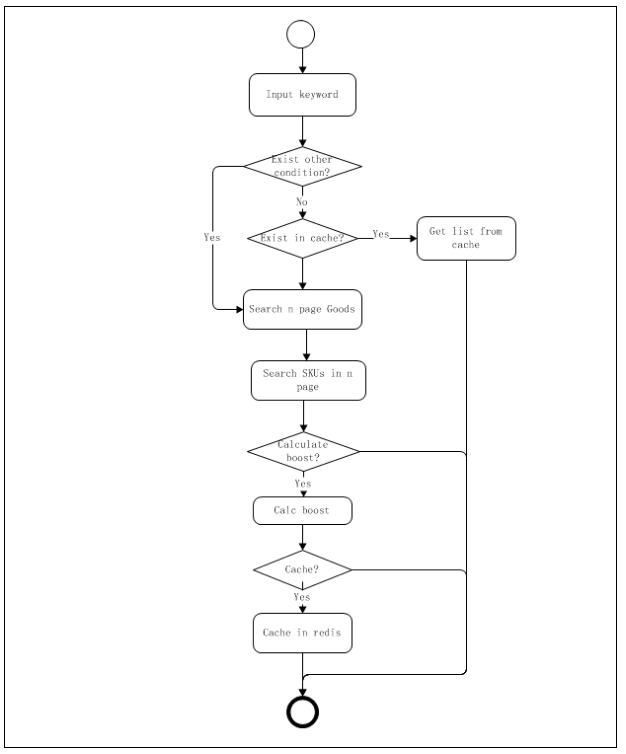 Input keyword
Exist other
condition?
No
Yes
Exist in cache?
Yes
Get list from
cache
Search n page Goods
Search SKUs in n
page
Calculate
boost?
Yes
Calc boost
Cache?
Yes
Cache in redis